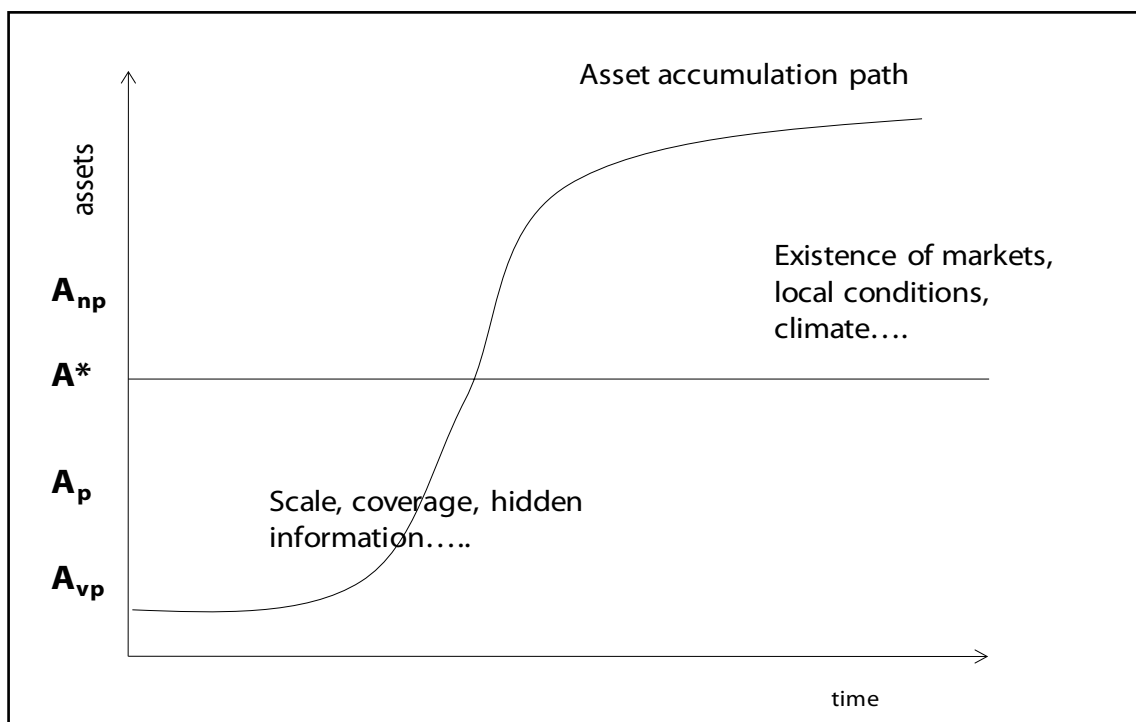 Asset accumulation path
assets
Existence of markets,
local conditions,
climate….
Anp
A*
Ap
Scale, coverage, hidden
information…..
Avp
time